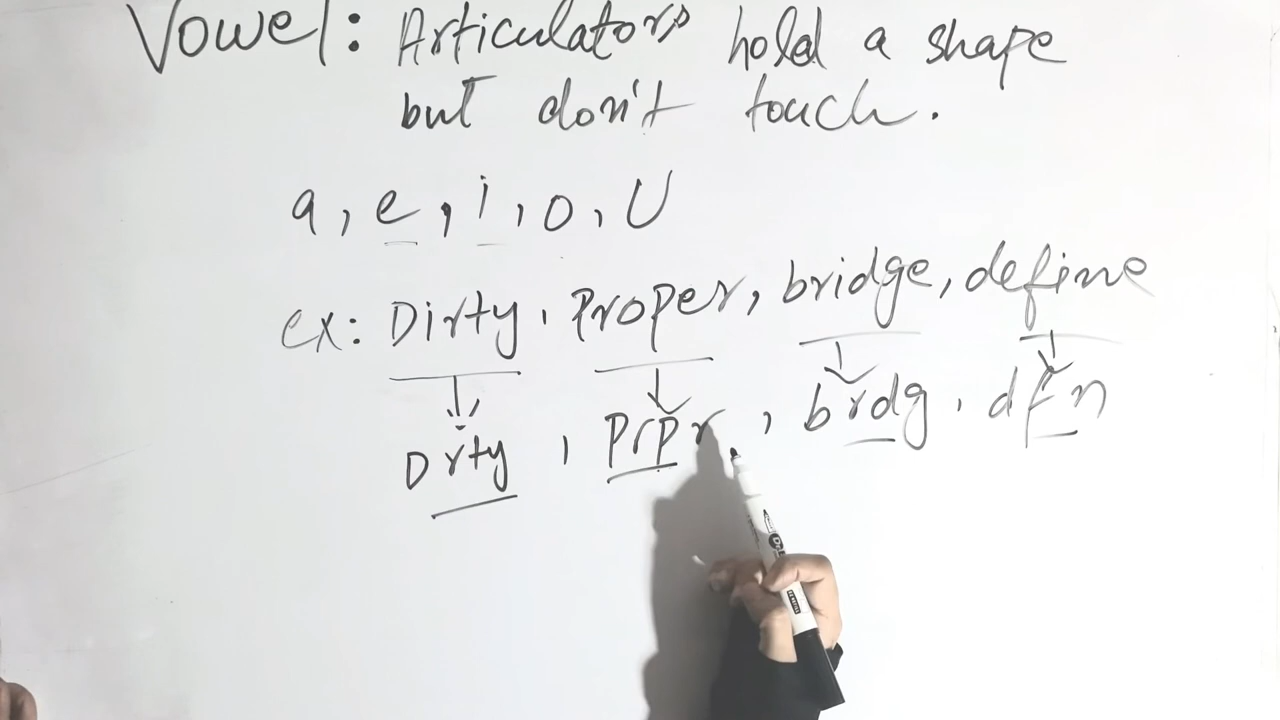 Vowel: Articulators hold a shape
but don't touch.
a, e, i, o, U
ex: Dirty, Proper, bridge, define
Drty, Prpr, brdg, dfn